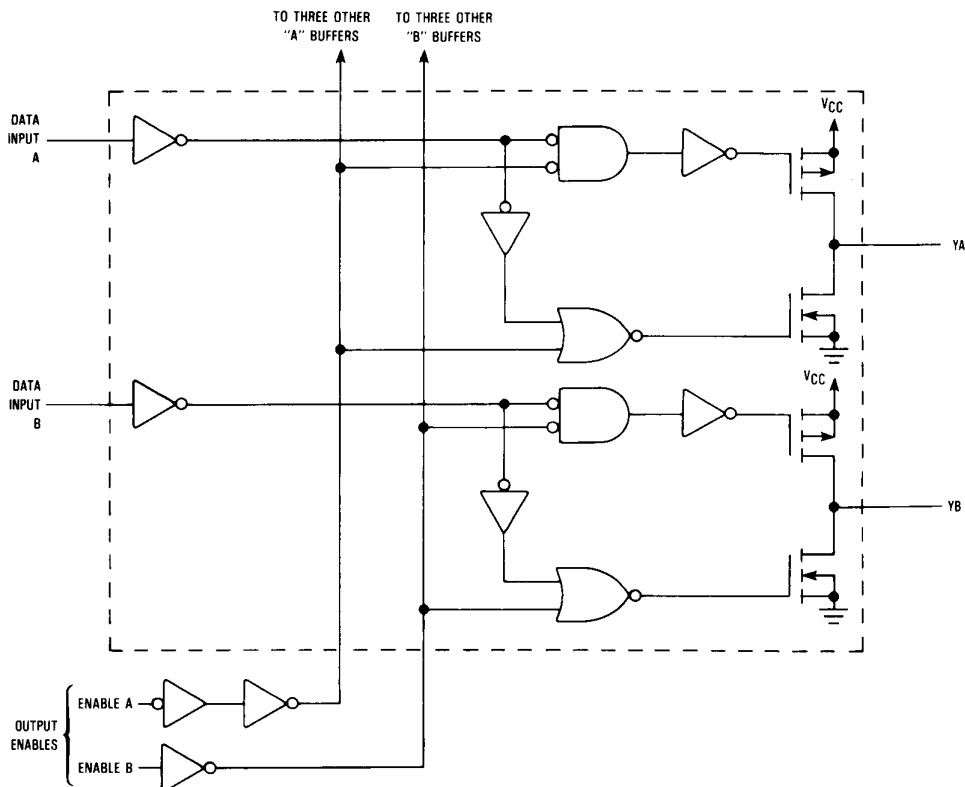 TO THREE OTHER
"A" BUFFERS
TO THREE OTHER
"B" BUFFERS
DATA
INPUT
A
VCC
YA
DATA
INPUT
B
VCC
YB
OUTPUT
ENABLES
ENABLE A
ENABLE B